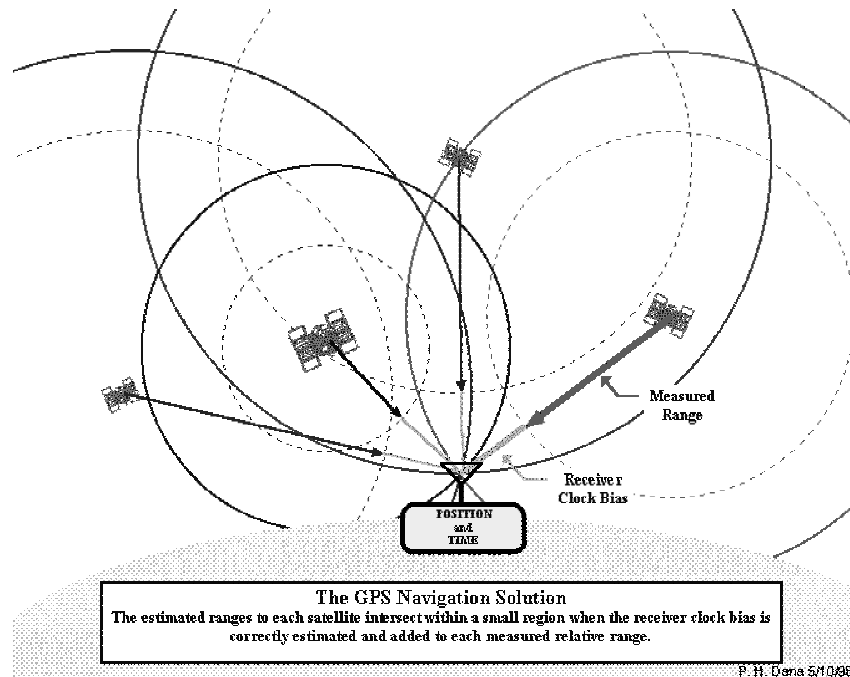 Measured
Range
Receiver
Clock Bias
POSITION
and
TIME
The GPS Navigation Solution
The estimated ranges to each satellite intersect within a small region when the receiver clock bias is
correctly estimated and added to each measured relative range.
P. H. Dana 5/10/98